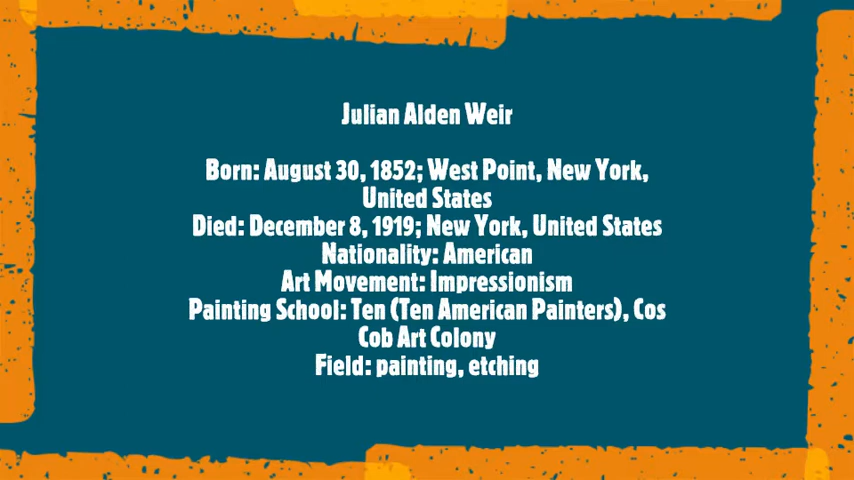 Julian Alden Weir
Born: August 30, 1852; West Point, New York,
United States
Died: December 8, 1919; New York, United States
Nationality: American
Art Movement: Impressionism
Painting School: Ten (Ten American Painters), Cos
Cob Art Colony
Field: painting, etching